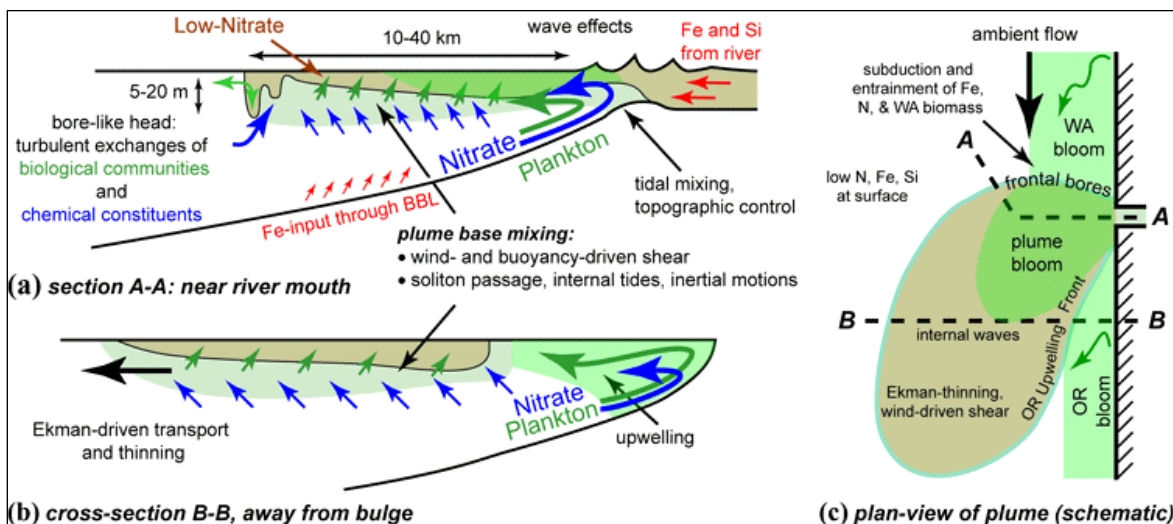 Low-Nitrate
10-40 km
wave effects
Fe and Si
from river
5-20 m
bore-like head:
turbulent exchanges of
biological communities
and
chemical constituents
Nitrate
Plankton
Fe-input through BBL
tidal mixing,
topographic control
plume base mixing:
• wind- and buoyancy-driven shear
• soliton passage, internal tides, inertial motions
(a) section A-A: near river mouth
Nitrate
Plankton
upwelling
Ekman-driven transport
and thinning
(b) cross-section B-B, away from bulge
ambient flow
subduction and
entrainment of Fe,
N, & WA biomass
WA
bloom
A
low N, Fe, Si
at surface
frontal bores
A
plume
bloom
B
B
internal waves
OR Upwelling Front
Ekman-thinning,
wind-driven shear
OR
bloom
(c) plan-view of plume (schematic)